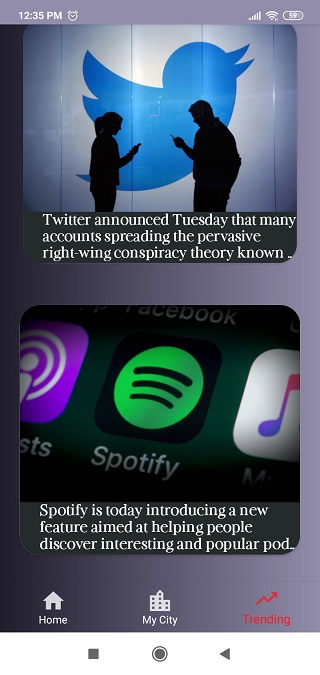 12:35 PM
59
Twitter announced Tuesday that many
accounts spreading the pervasive
right-wing conspiracy theory known ..
Facebook
sts
Spotify
Spotify is today introducing a new
feature aimed at helping people
discover interesting and popular pod..
Home
My City
Trending